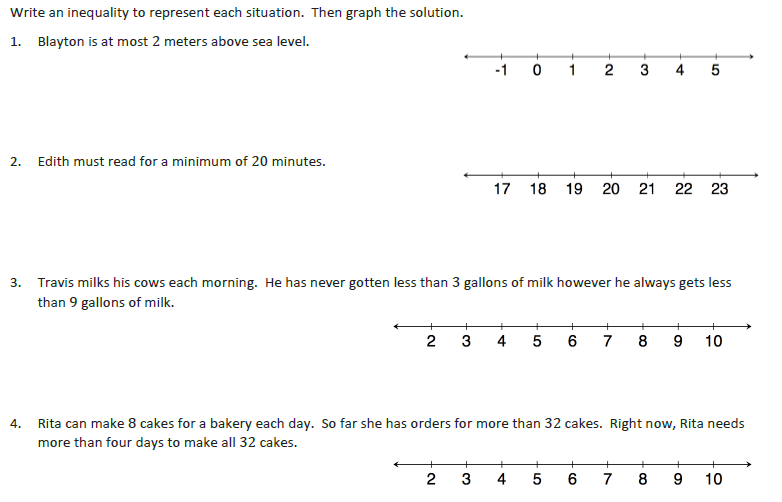 Write an inequality to represent each situation. Then graph the solution.
1. Blayton is at most 2 meters above sea level.
-1 0 1 2 3 4 5
2. Edith must read for a minimum of 20 minutes.
17 18 19 20 21 22 23
3. Travis milks his cows each morning. He has never gotten less than 3 gallons of milk however he always gets less
than 9 gallons of milk.
2 3 4 5 6 7 8 9 10
4. Rita can make 8 cakes for a bakery each day. So far she has orders for more than 32 cakes. Right now, Rita needs
more than four days to make all 32 cakes.
2 3 4 5 6 7 8 9 10